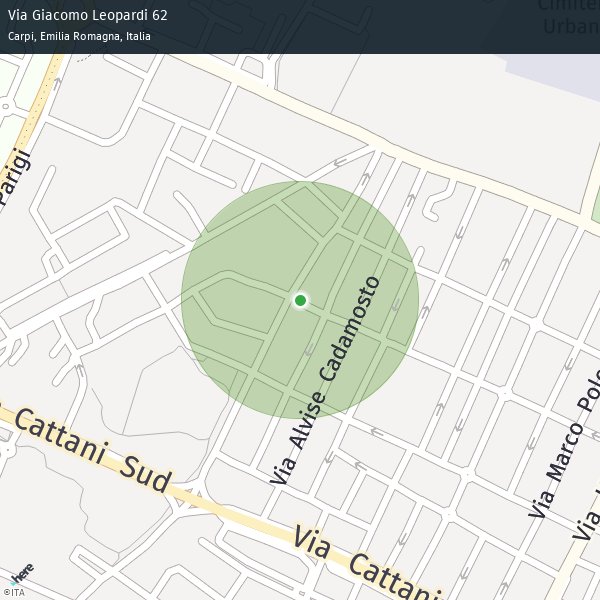 Via Giacomo Leopardi 62
Carpi, Emilia Romagna, Italia
Cimite
Urban
Parigi
Via Alvise Cadamosto
Via Marco Polo
Via
Cattani Sud
Via Cattani
here
©ITA